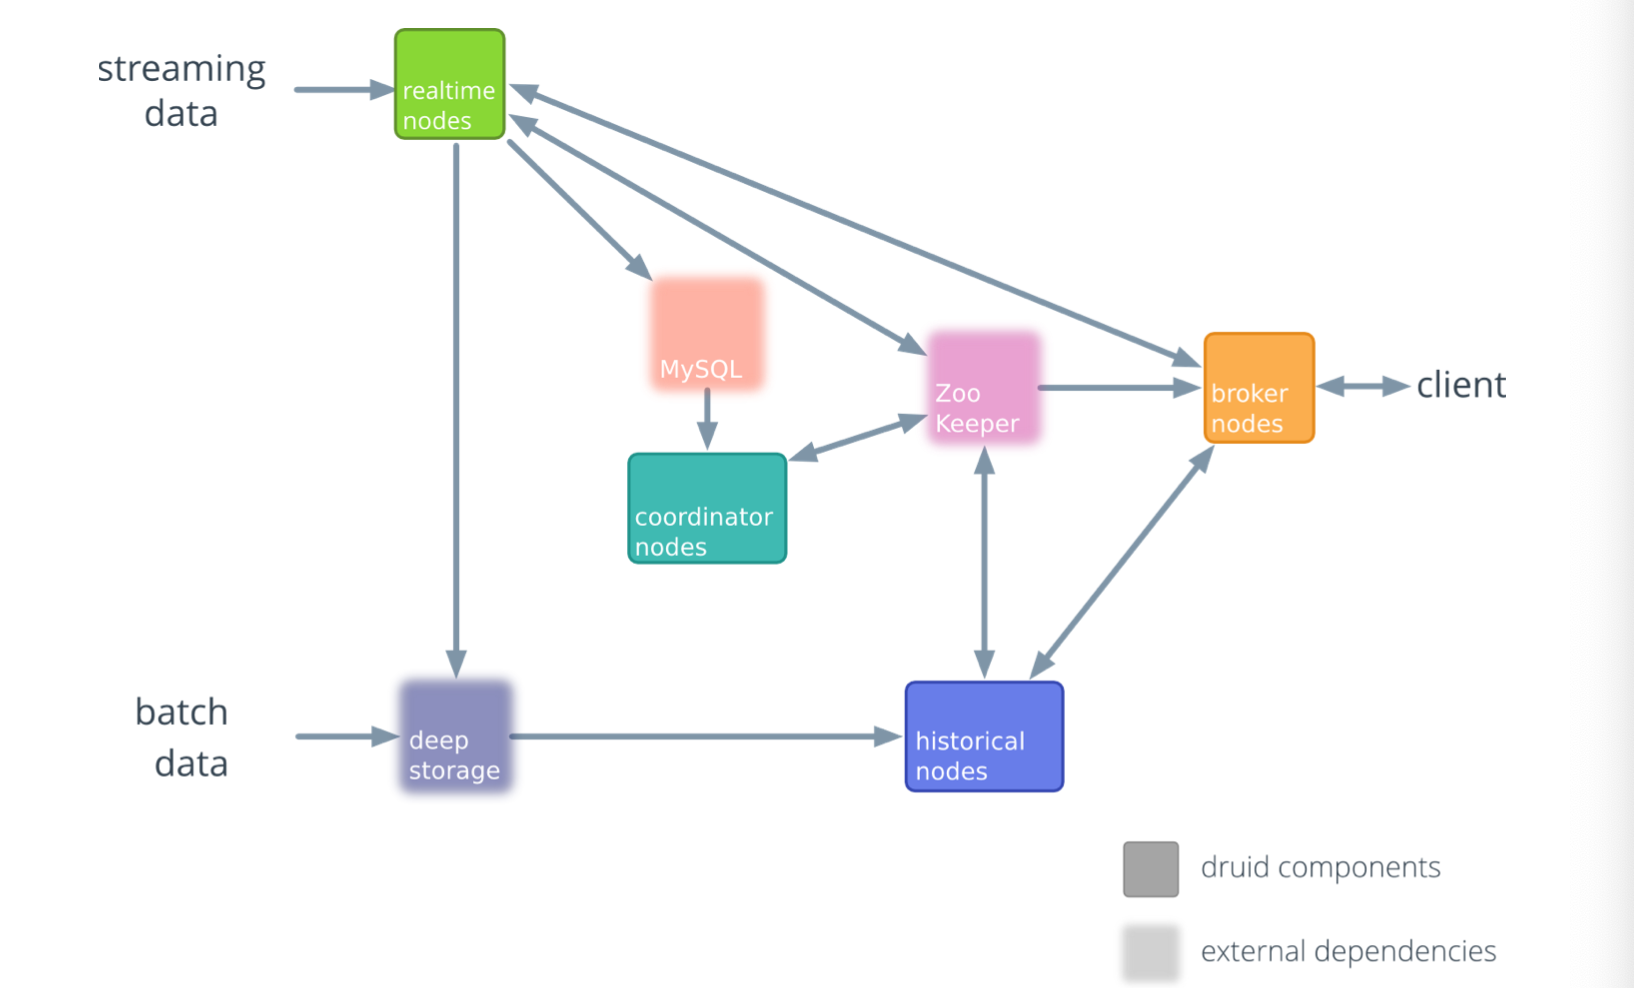 streaming
data
realtime
nodes
MySQL
Zoo
Keeper
broker
nodes
client
coordinator
nodes
batch
data
deep
storage
historical
nodes
druid components
external dependencies